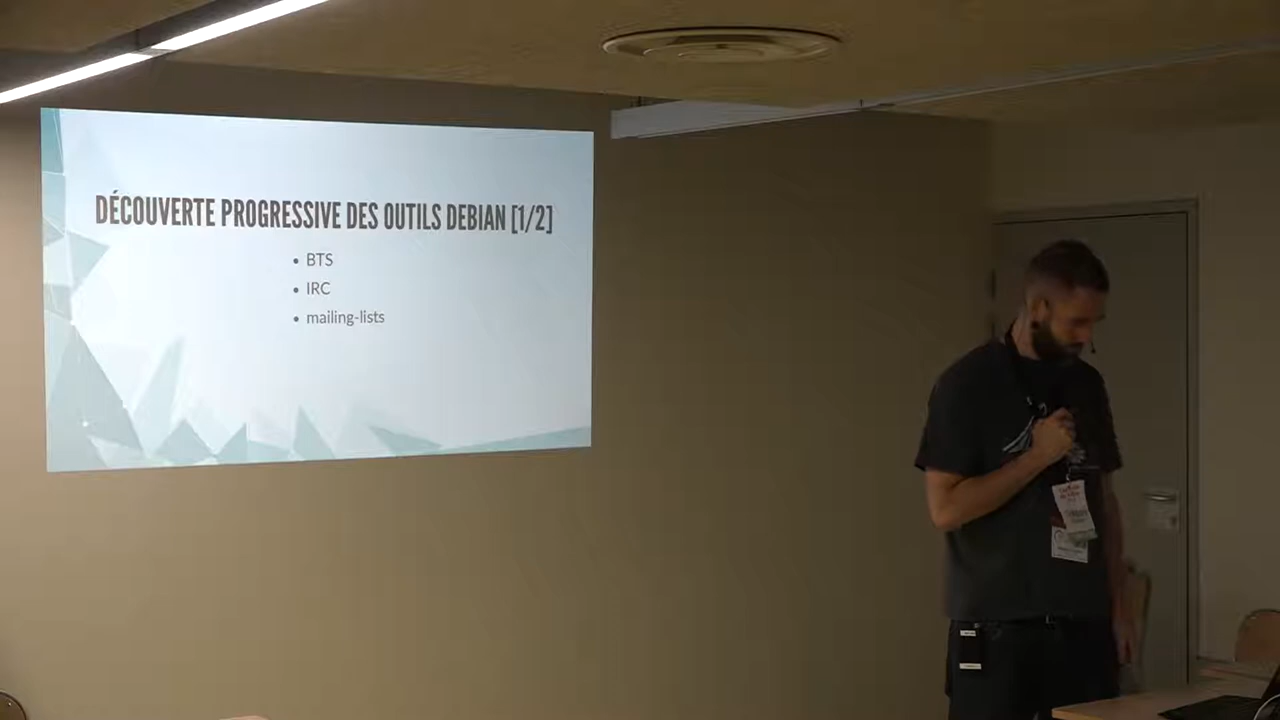 DÉCOUVERTE PROGRESSIVE DES OUTILS DEBIAN [1/2]
• BTS
• IRC
• mailing-lists